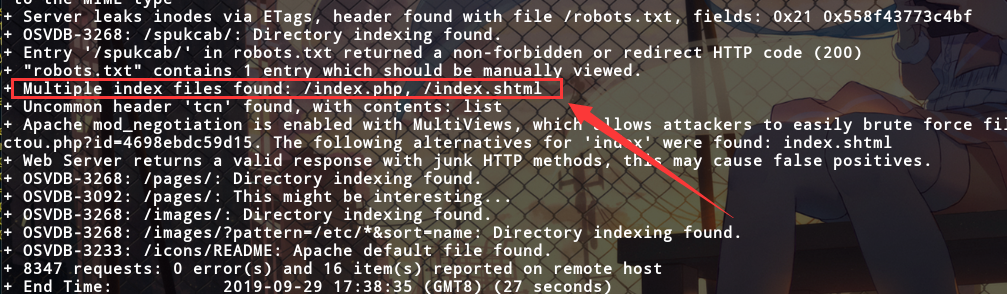 to the MIME type
+ Server leaks inodes via ETags, header found with file /robots.txt, fields: 0x21 0x558f43773c4bf
+ OSVDB-3268: /spukcab/: Directory indexing found.
+ Entry '/spukcab/' in robots.txt returned a non-forbidden or redirect HTTP code (200)
+ "robots.txt" contains 1 entry which should be manually viewed.
+ Multiple index files found: /index.php, /index.shtml
+ Uncommon header 'tcn' found, with contents: list
+ Apache mod_negotiation is enabled with MultiViews, which allows attackers to easily brute force fil
ctou.php?id=4698ebdc59d15. The following alternatives for 'index' were found: index.shtml
+ Web Server returns a valid response with junk HTTP methods, this may cause false positives.
+ OSVDB-3268: /pages/: Directory indexing found.
+ OSVDB-3092: /pages/: This might be interesting...
+ OSVDB-3268: /images/: Directory indexing found.
+ OSVDB-3268: /images/?pattern=/etc/*&sort=name: Directory indexing found.
+ OSVDB-3233: /icons/README: Apache default file found.
+ 8347 requests: 0 error(s) and 16 item(s) reported on remote host
+ End Time: 2019-09-29 17:38:35 (GMT8) (27 seconds)